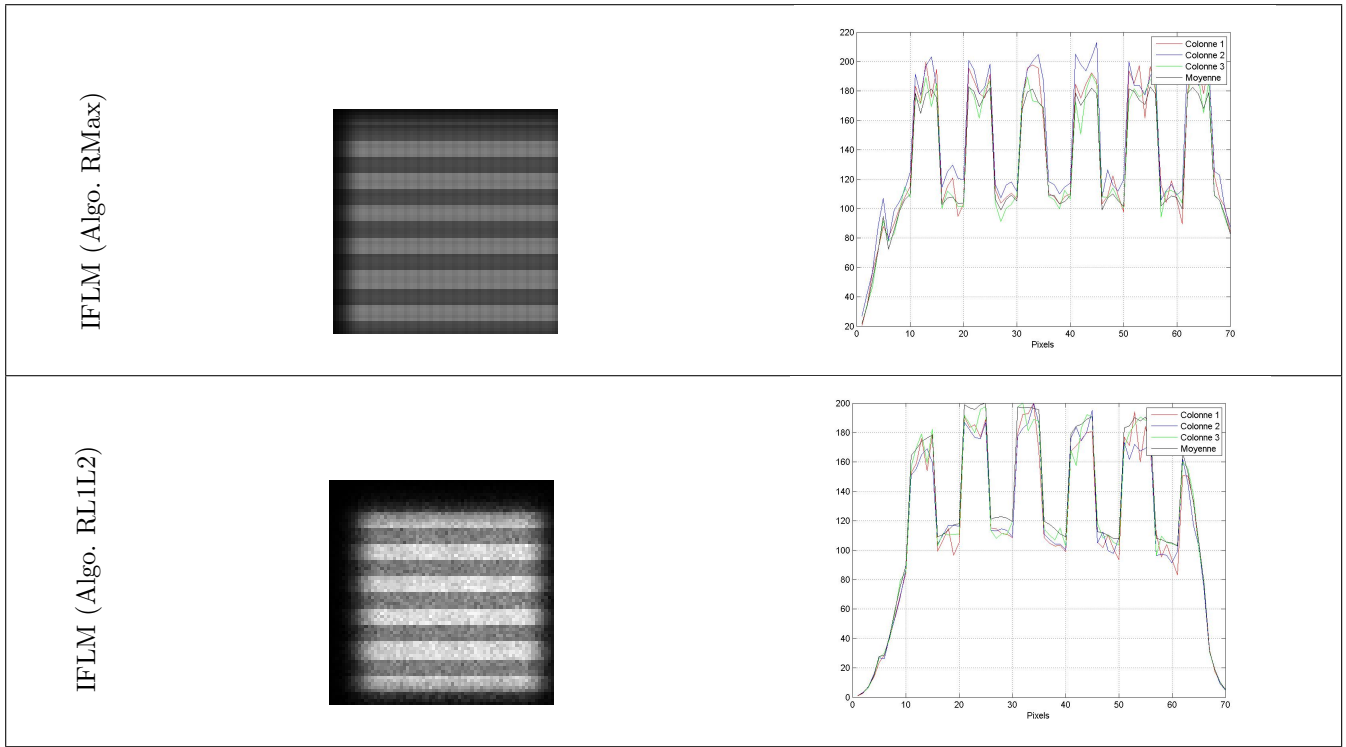 IFLM (Algo. RMax)
220
200
180
160
140
120
100
80
60
40
20
0 10 20 30 40 50 60 70
Pixels
Colonne 1
Colonne 2
Colonne 3
Moyenne
IFLM (Algo. RL1L2)
200
180
160
140
120
100
80
60
40
20
0
0 10 20 30 40 50 60 70
Pixels
Colonne 1
Colonne 2
Colonne 3
Moyenne